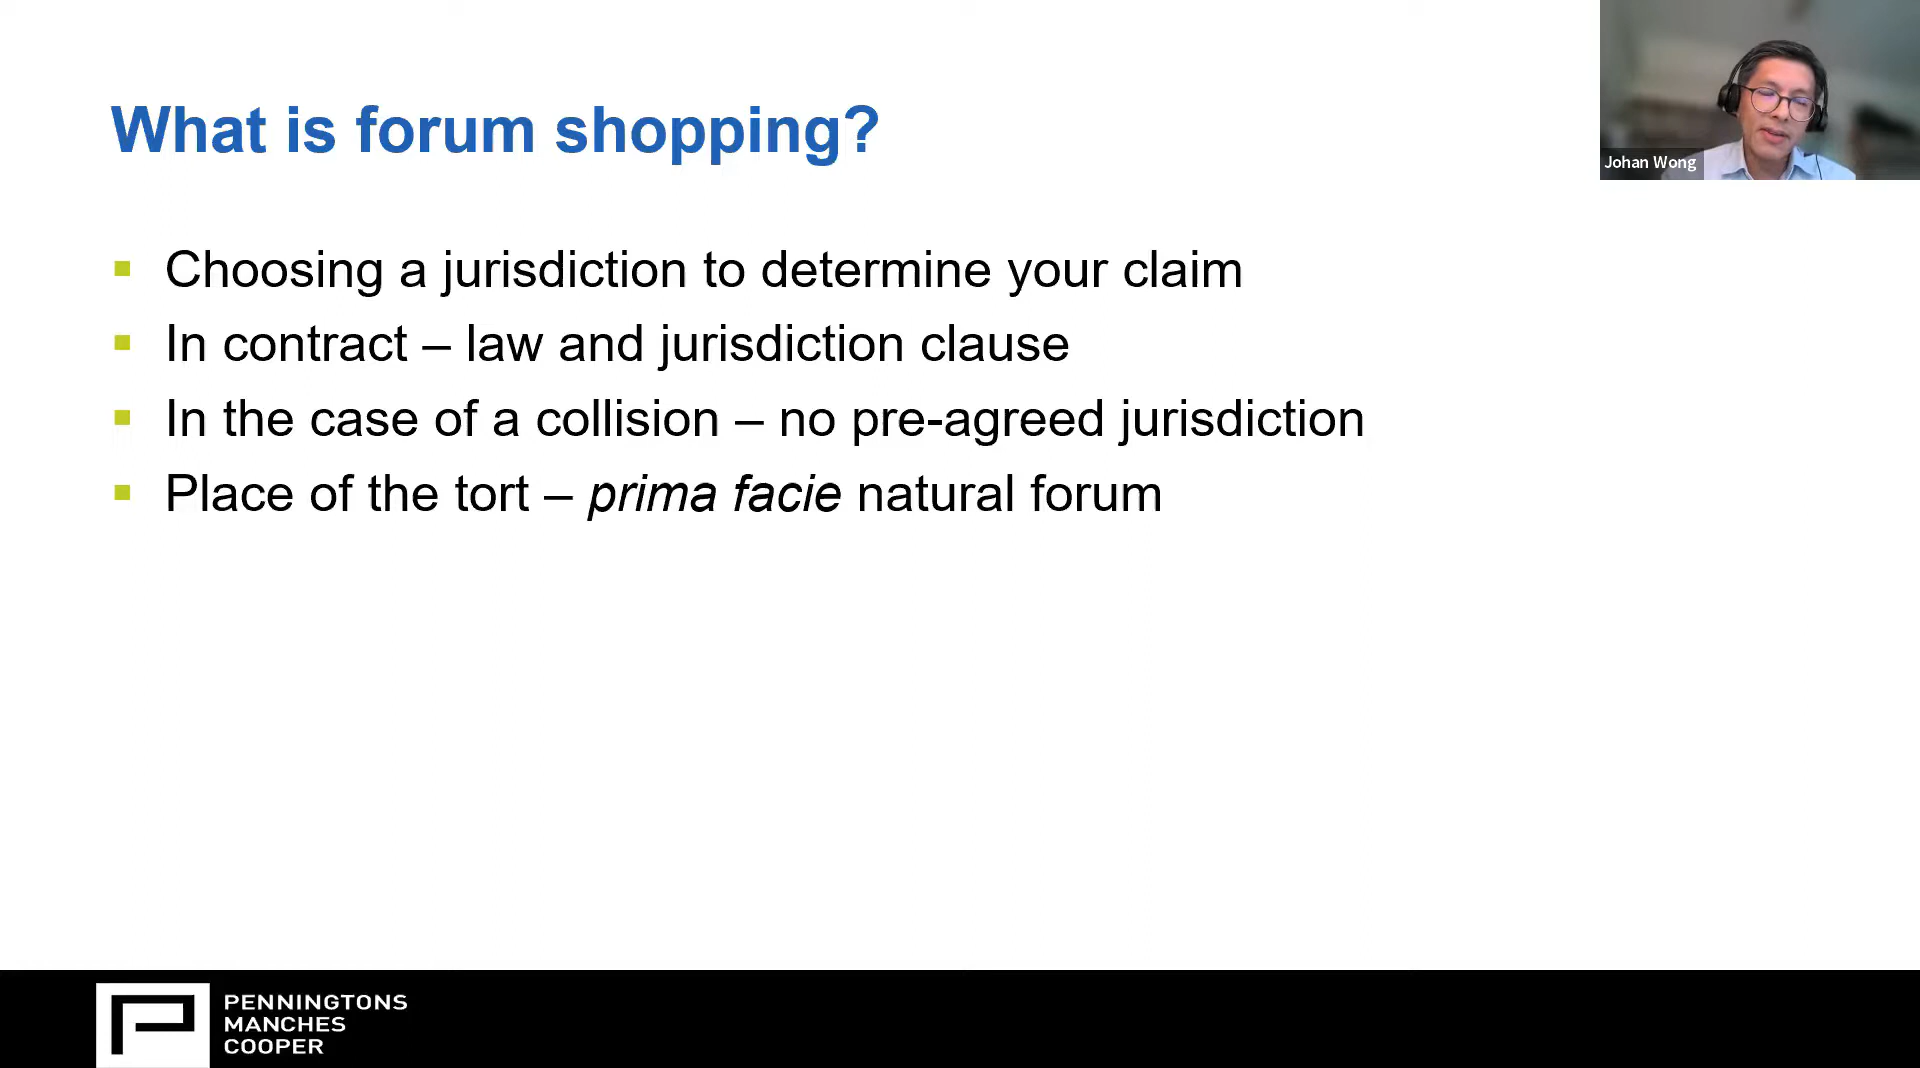 What is forum shopping?
Johan Wong
Choosing a jurisdiction to determine your claim
In contract – law and jurisdiction clause
In the case of a collision – no pre-agreed jurisdiction
Place of the tort – prima facie natural forum
PENNINGTONS
MANCHES
COOPER